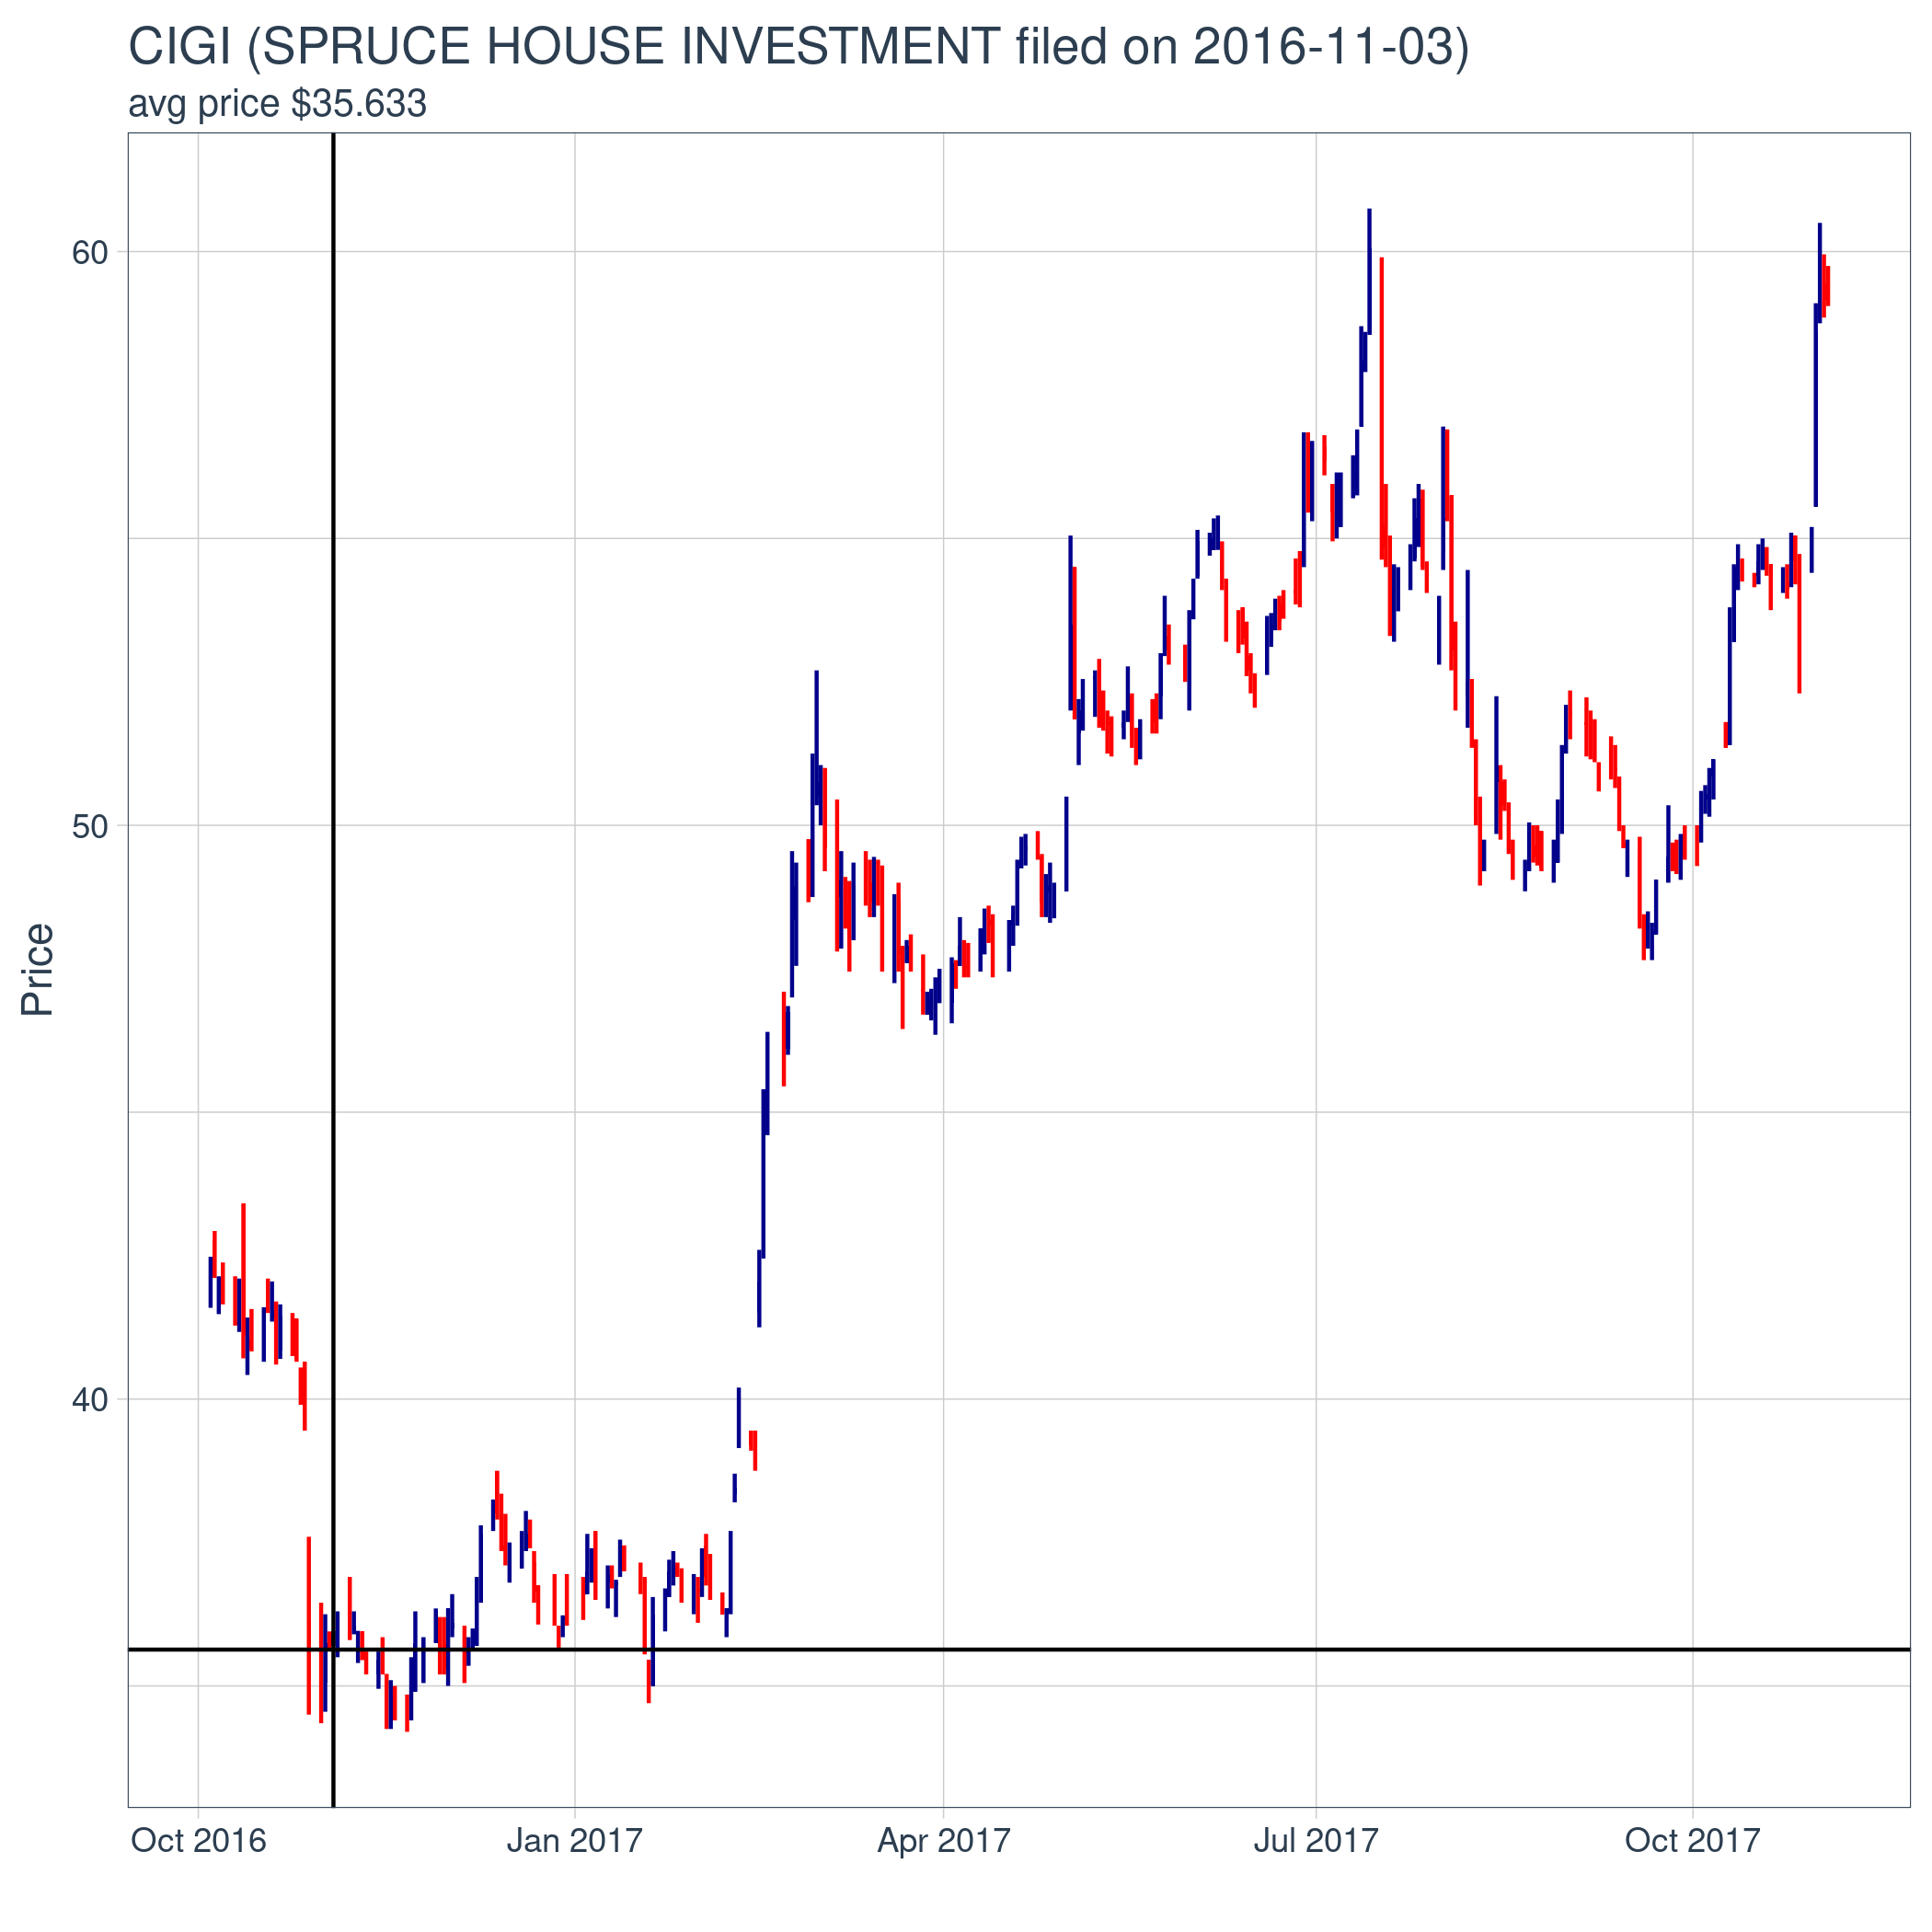 CIGI (SPRUCE HOUSE INVESTMENT filed on 2016-11-03)
avg price $35.633
60
50
40
Price
Oct 2016
Jan 2017
Apr 2017
Jul 2017
Oct 2017